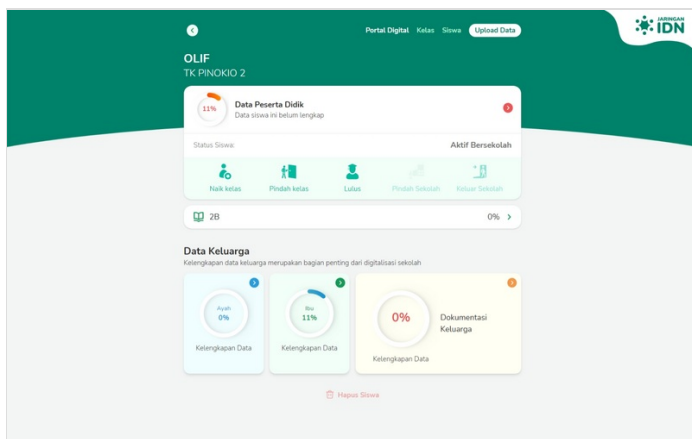 Portal Digital Kelas Siswa Upload Data
JARINGAN
IDN
OLIF
TK PINOKIO 2
11%
Data Peserta Didik
Data siswa ini belum lengkap
Status Siswa: Aktif Bersekolah
Naik kelas Pindah kelas Lulus Pindah Sekolah Keluar Sekolah
2B 0%
Data Keluarga
Kelengkapan data keluarga merupakan bagian penting dari digitalisasi sekolah
Ayah
0%
Kelengkapan Data
Ibu
11%
Kelengkapan Data
0%
Dokumentasi
Keluarga
Kelengkapan Data
Hapus Siswa